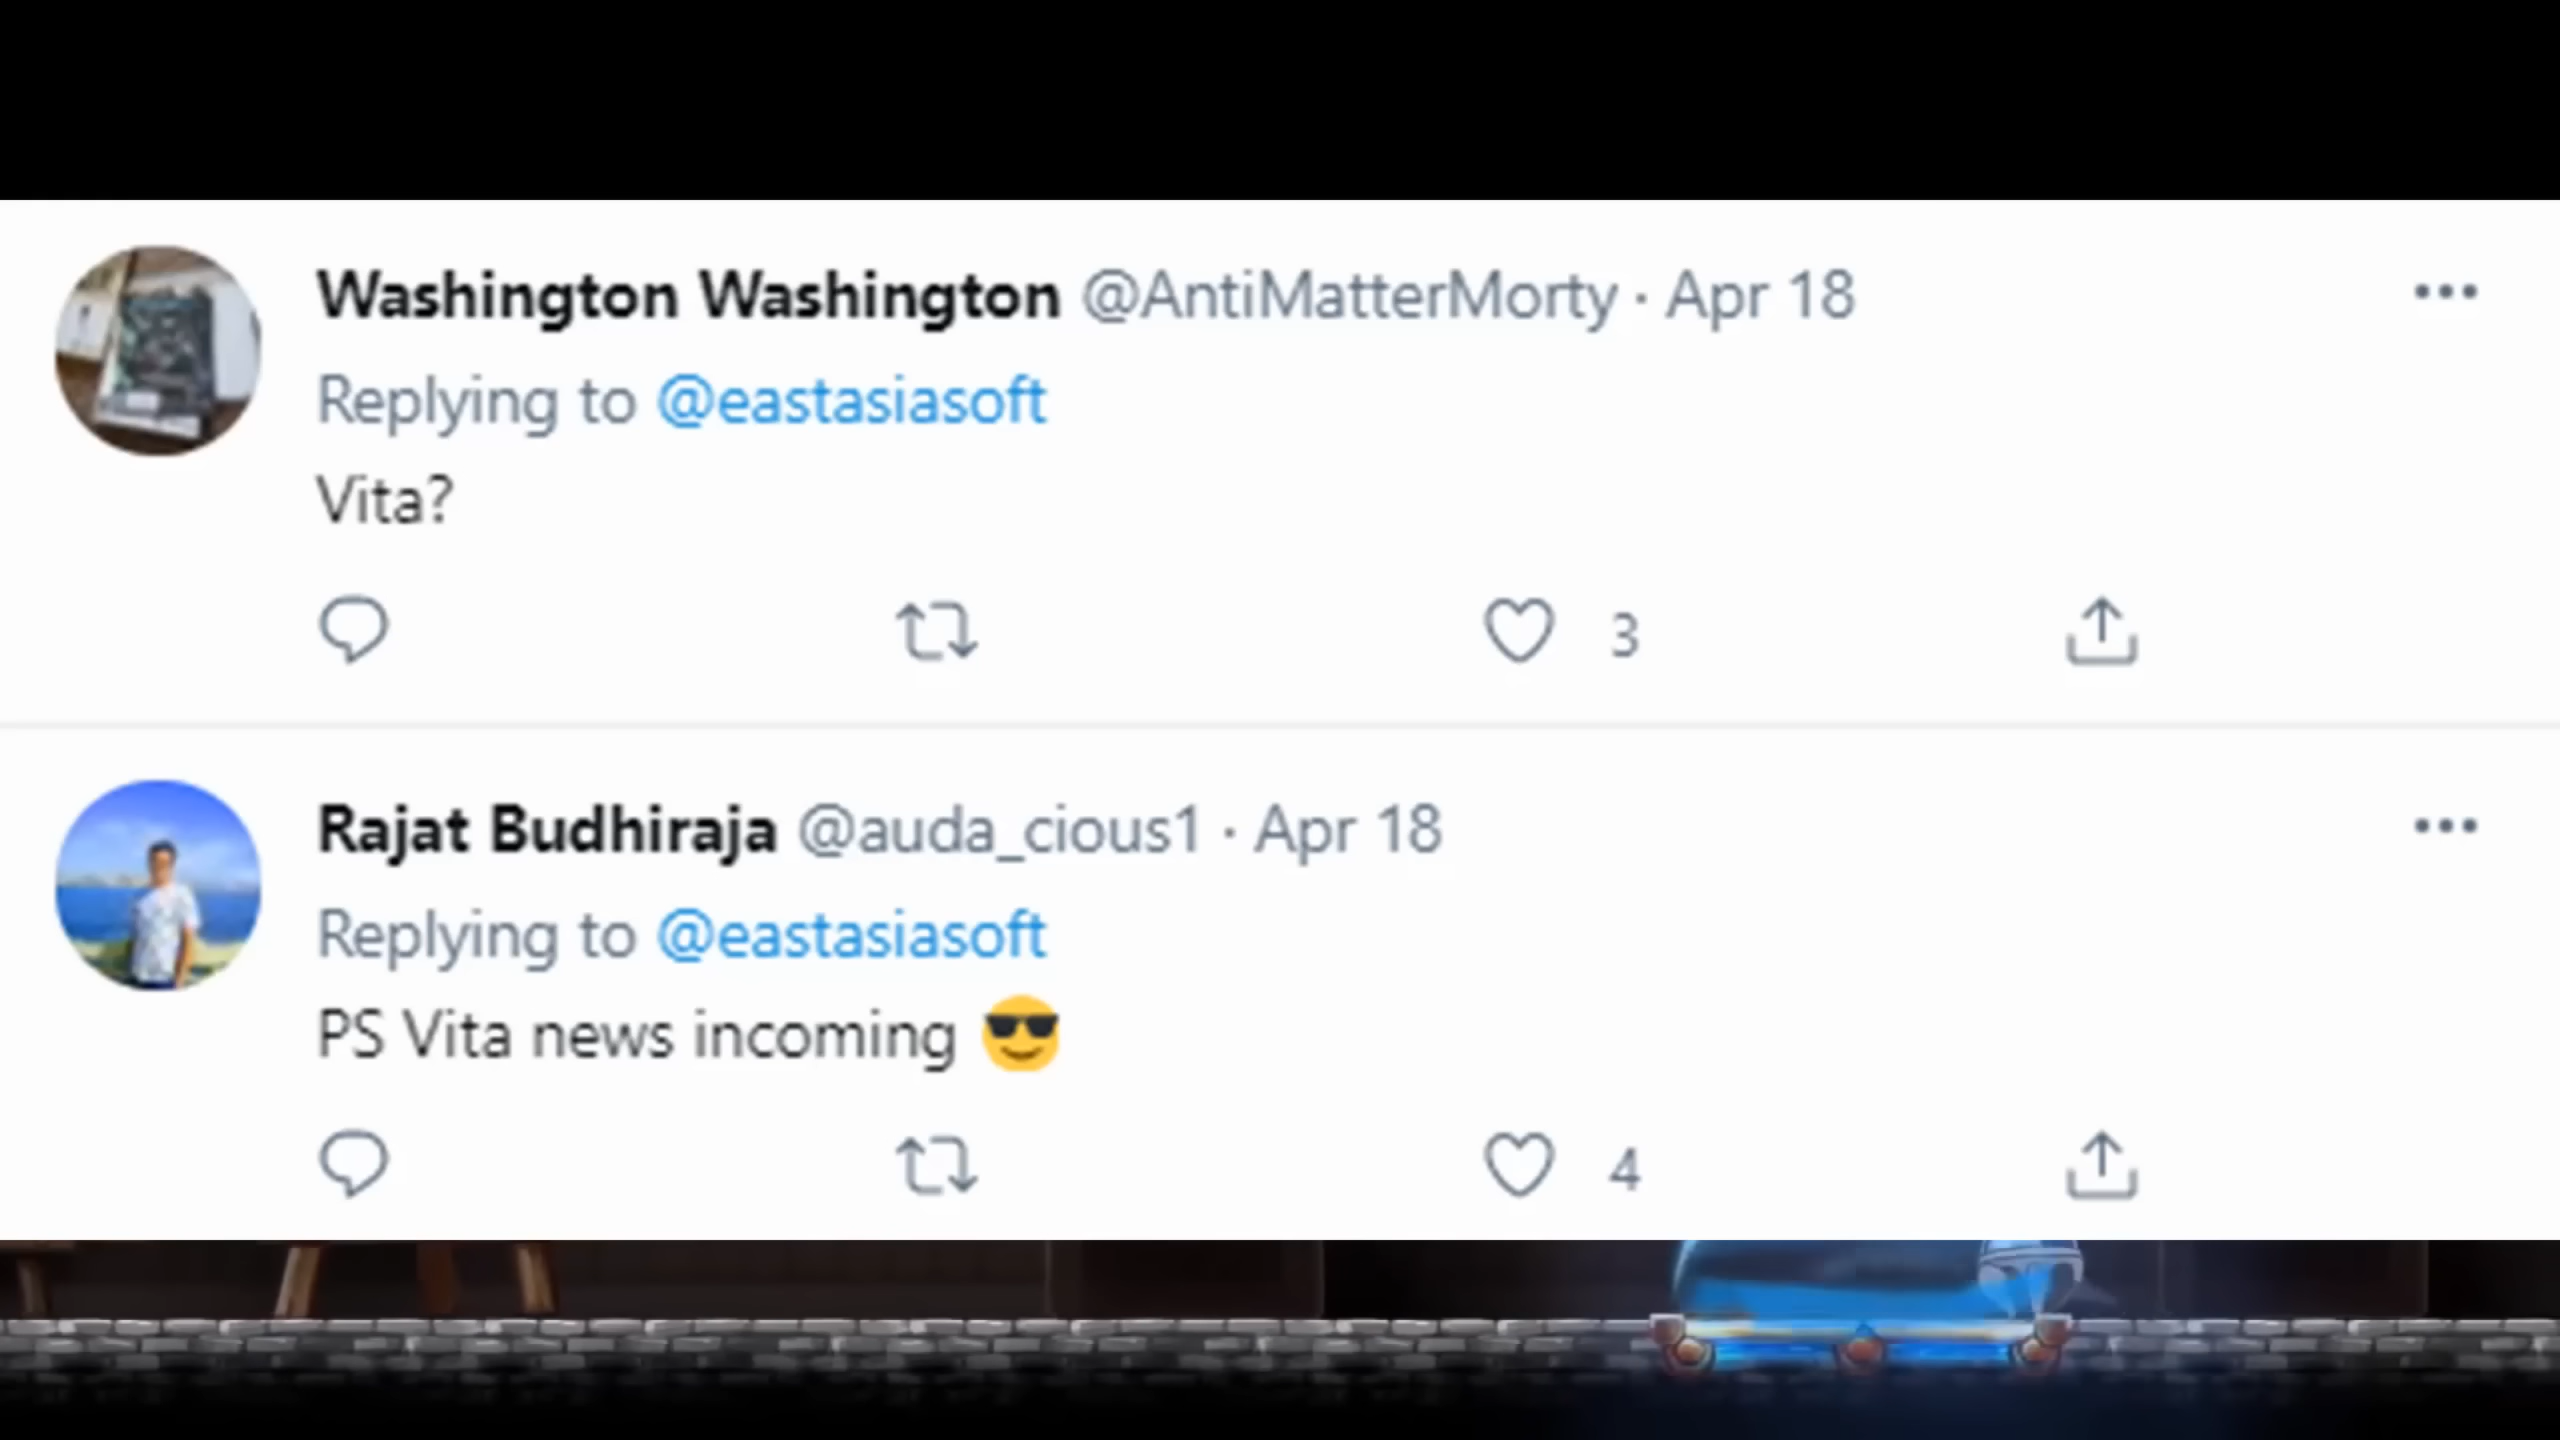 Washington Washington @AntiMatterMorty · Apr 18
Replying to @eastasiasoft
Vita?
3
Rajat Budhiraja @auda_cious1 · Apr 18
Replying to @eastasiasoft
PS Vita news incoming 😎
4